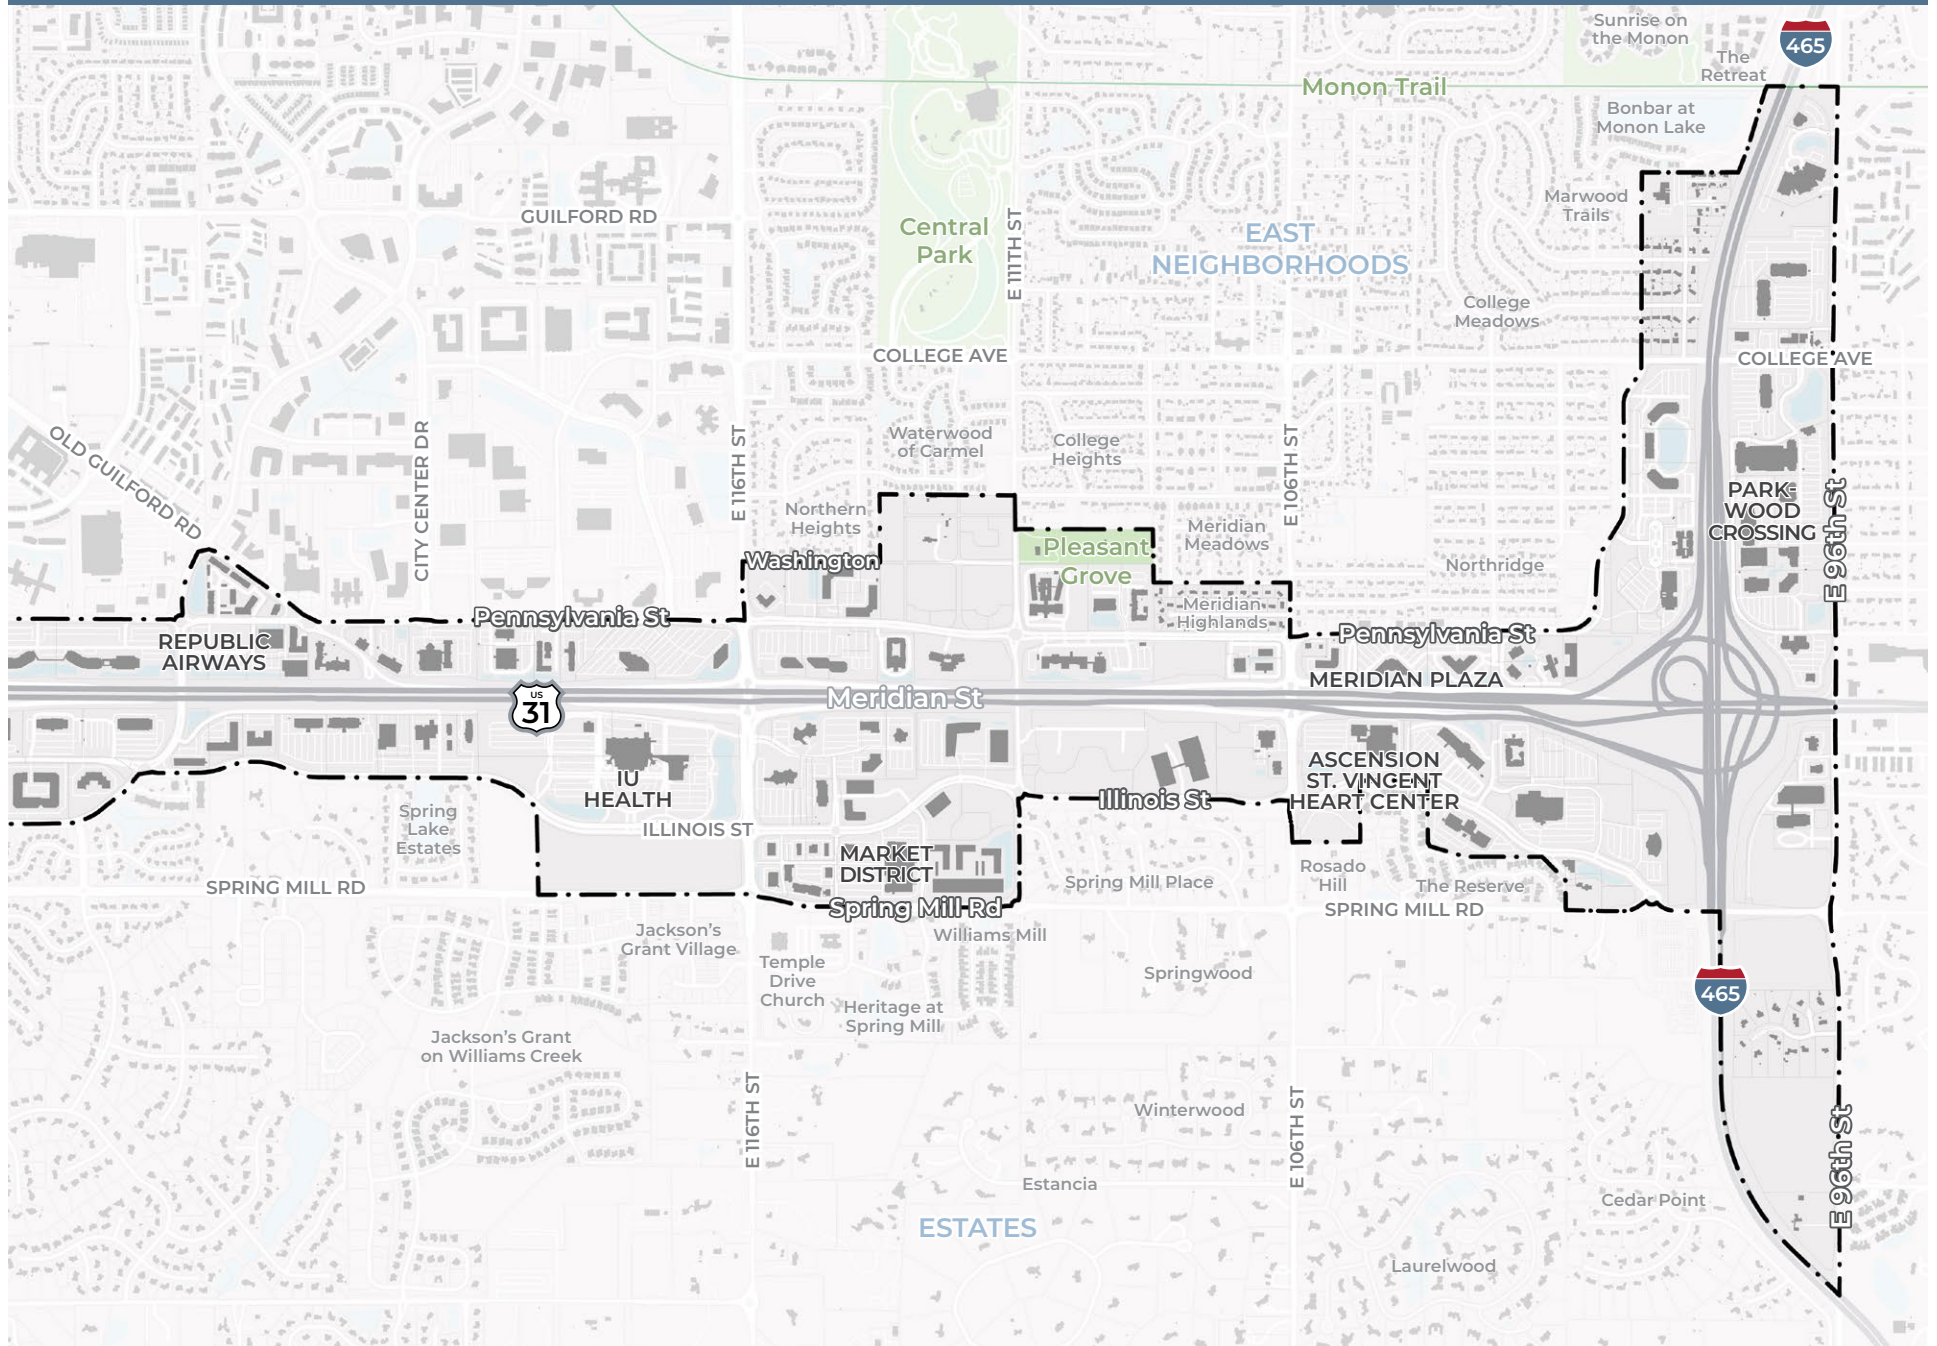 Sunrise on
the Monon
465
The
Retreat
Monon Trail
Bonbar at
Monon Lake
Marwood
Trails
GUILFORD RD
Central
Park
E 111TH ST
EAST
NEIGHBORHOODS
College
Meadows
COLLEGE AVE
COLLEGE AVE
OLD GUILFORD RD
CITY CENTER DR
E 116TH ST
Waterwood
of Carmel
College
Heights
E 106TH ST
PARK-
WOOD
CROSSING
E 96th St
Northern
Heights
Meridian
Meadows
Washington
Pleasant
Grove
Northridge
Pennsylvania St
Meridian
Highlands
Pennsylvania St
REPUBLIC
AIRWAYS
MERIDIAN PLAZA
US
31
Meridian St
IU
HEALTH
ASCENSION
ST. VINCENT
HEART CENTER
Illinois St
Spring
Lake
Estates
ILLINOIS ST
MARKET
DISTRICT
Rosado
Hill
SPRING MILL RD
Spring Mill Place
The Reserve
Spring Mill Rd
SPRING MILL RD
Jackson's
Grant Village
Williams Mill
Temple
Drive
Church
Springwood
465
Heritage at
Spring Mill
Jackson's Grant
on Williams Creek
E 116TH ST
Winterwood
E 106TH ST
E 96th St
Estancia
Cedar Point
ESTATES
Laurelwood